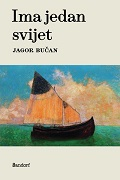 Ima jedan
svijet
JAGOR BUČAN
Sandorf